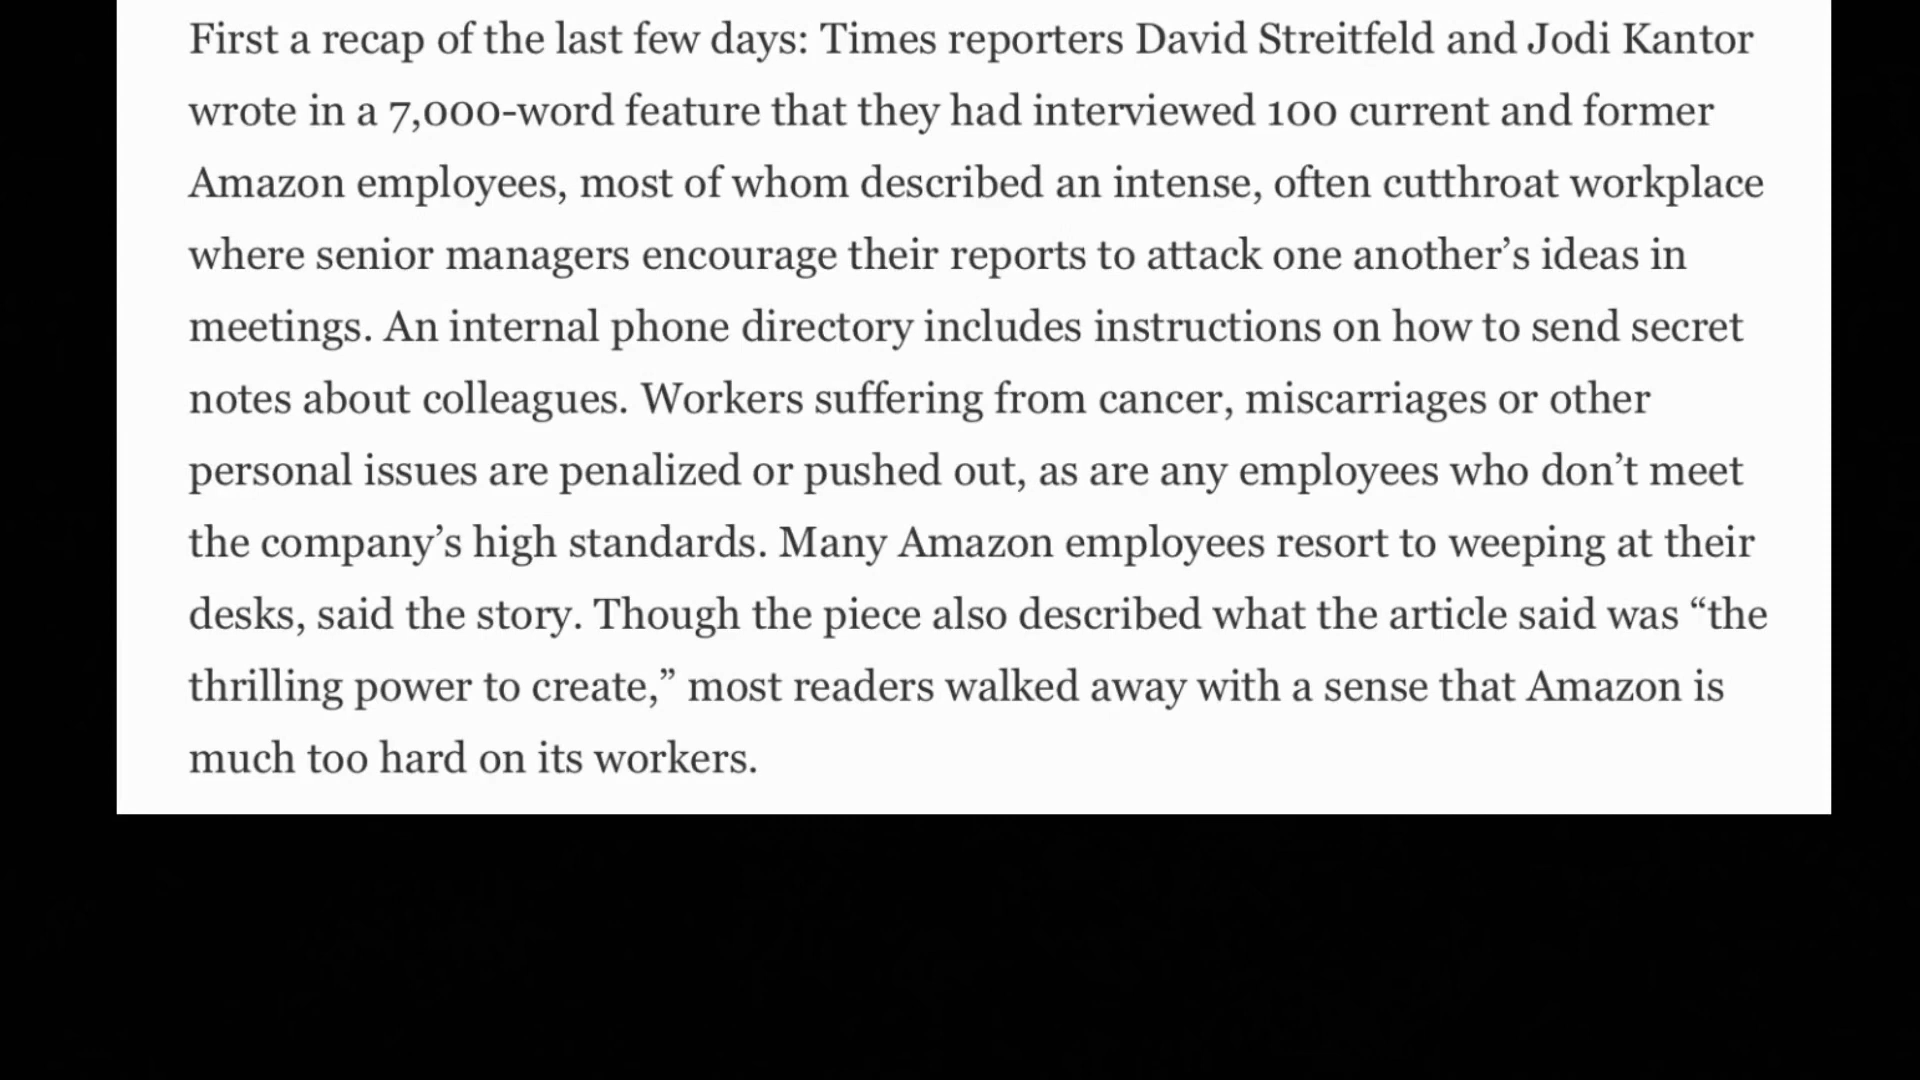 First a recap of the last few days: Times reporters David Streitfeld and Jodi Kantor
wrote in a 7,000-word feature that they had interviewed 100 current and former
Amazon employees, most of whom described an intense, often cutthroat workplace
where senior managers encourage their reports to attack one another’s ideas in
meetings. An internal phone directory includes instructions on how to send secret
notes about colleagues. Workers suffering from cancer, miscarriages or other
personal issues are penalized or pushed out, as are any employees who don’t meet
the company’s high standards. Many Amazon employees resort to weeping at their
desks, said the story. Though the piece also described what the article said was “the
thrilling power to create,” most readers walked away with a sense that Amazon is
much too hard on its workers.